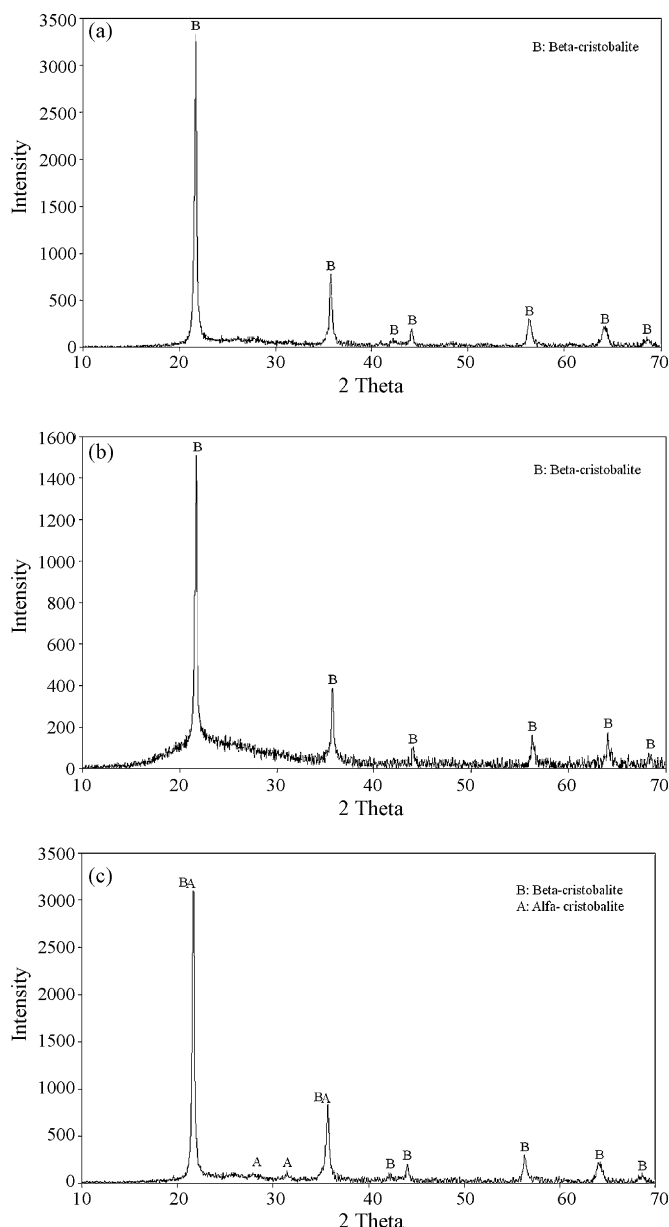 (a)
B
B: Beta-cristobalite
3500
3000
2500
2000
1500
1000
500
0
Intensity
B
B
B
B
B
B
10
20
30
40
50
60
70
2 Theta
(b)
B
B: Beta-cristobalite
1600
1400
1200
1000
800
600
400
200
0
Intensity
B
B
B
B
B
10
20
30
40
50
60
70
2 Theta
(c)
BA
B: Beta-cristobalite
A: Alfa- cristobalite
3500
3000
2500
2000
1500
1000
500
0
Intensity
A
A
BA
B
B
B
B
B
10
20
30
40
50
60
70
2 Theta